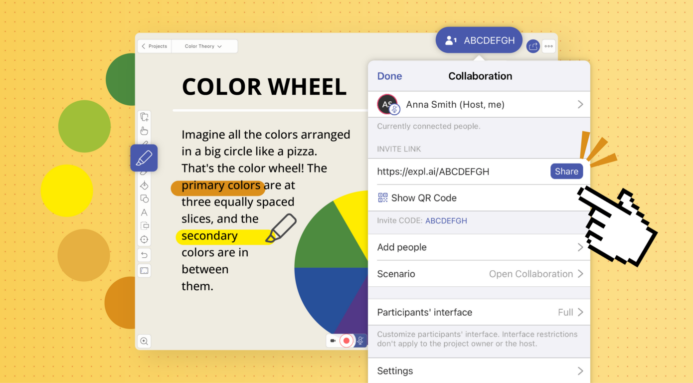 1 ABCDEFGH
Projects
Color Theory
COLOR WHEEL
Imagine all the colors arranged
in a big circle like a pizza.
That's the color wheel! The
primary colors are at
three equally spaced
slices, and the
secondary
colors are in
between
them.
A
Done
Collaboration
AS
Anna Smith (Host, me)
Currently connected people.
INVITE LINK
https://expl.ai/ABCDEFGH
Share
Show QR Code
Invite CODE: ABCDEFGH
Add people
Scenario
Open Collaboration
Participants' interface
Full
Customize participants' interface. Interface restrictions
don't apply to the project owner or the host.
Settings